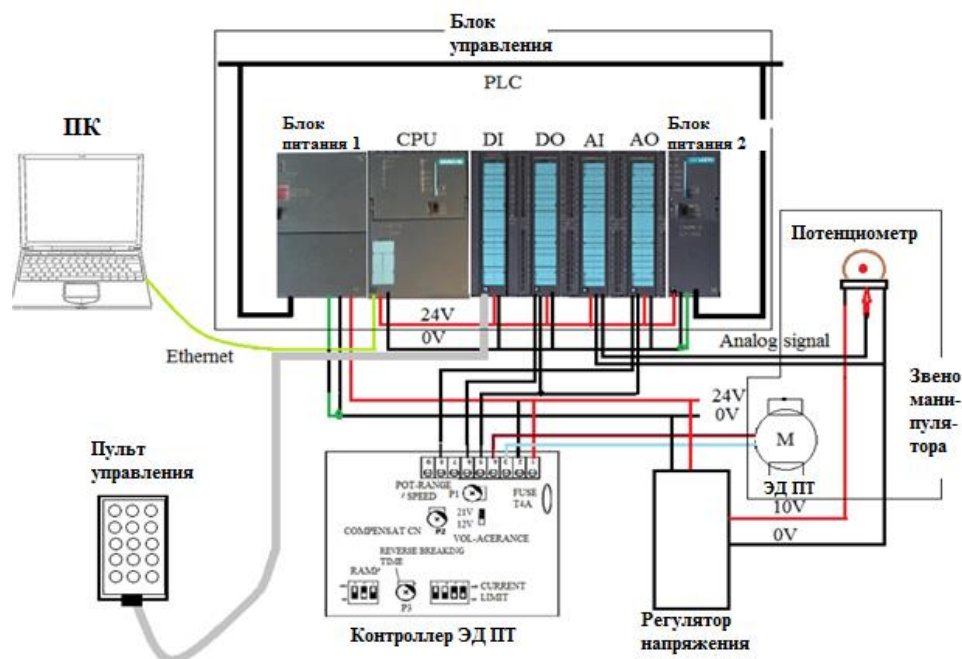 Блок
управления
PLC
ПК
Блок
питания 1
CPU
DI
DO
AI
AO
Блок
питания 2
Потенциометр
24V
0V
Ethernet
Analog signal
Звено
мани-
пуля-
тора
24V
0V
M
ЭД ПТ
10V
0V
Пульт
управления
POT-RANGE
/ SPEED
P1
FUSE
T4A
21V
12V
COMPENSAT CN
P2
VOL-ACERANCE
REVERSE BREAKING
TIME
RAMP
CURRENT
LIMIT
P3
Контроллер ЭД ПТ
Регулятор
напряжения